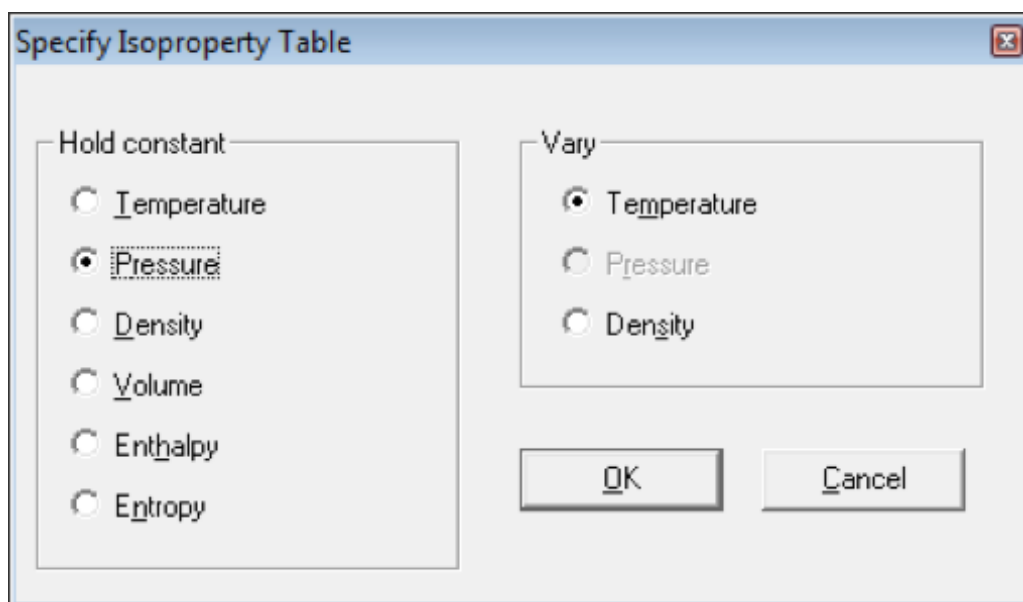 Specify Isoproperty Table
Hold constant
Temperature
Pressure
Density
Volume
Enthalpy
Entropy
Vary
Temperature
Pressure
Density
OK
Cancel